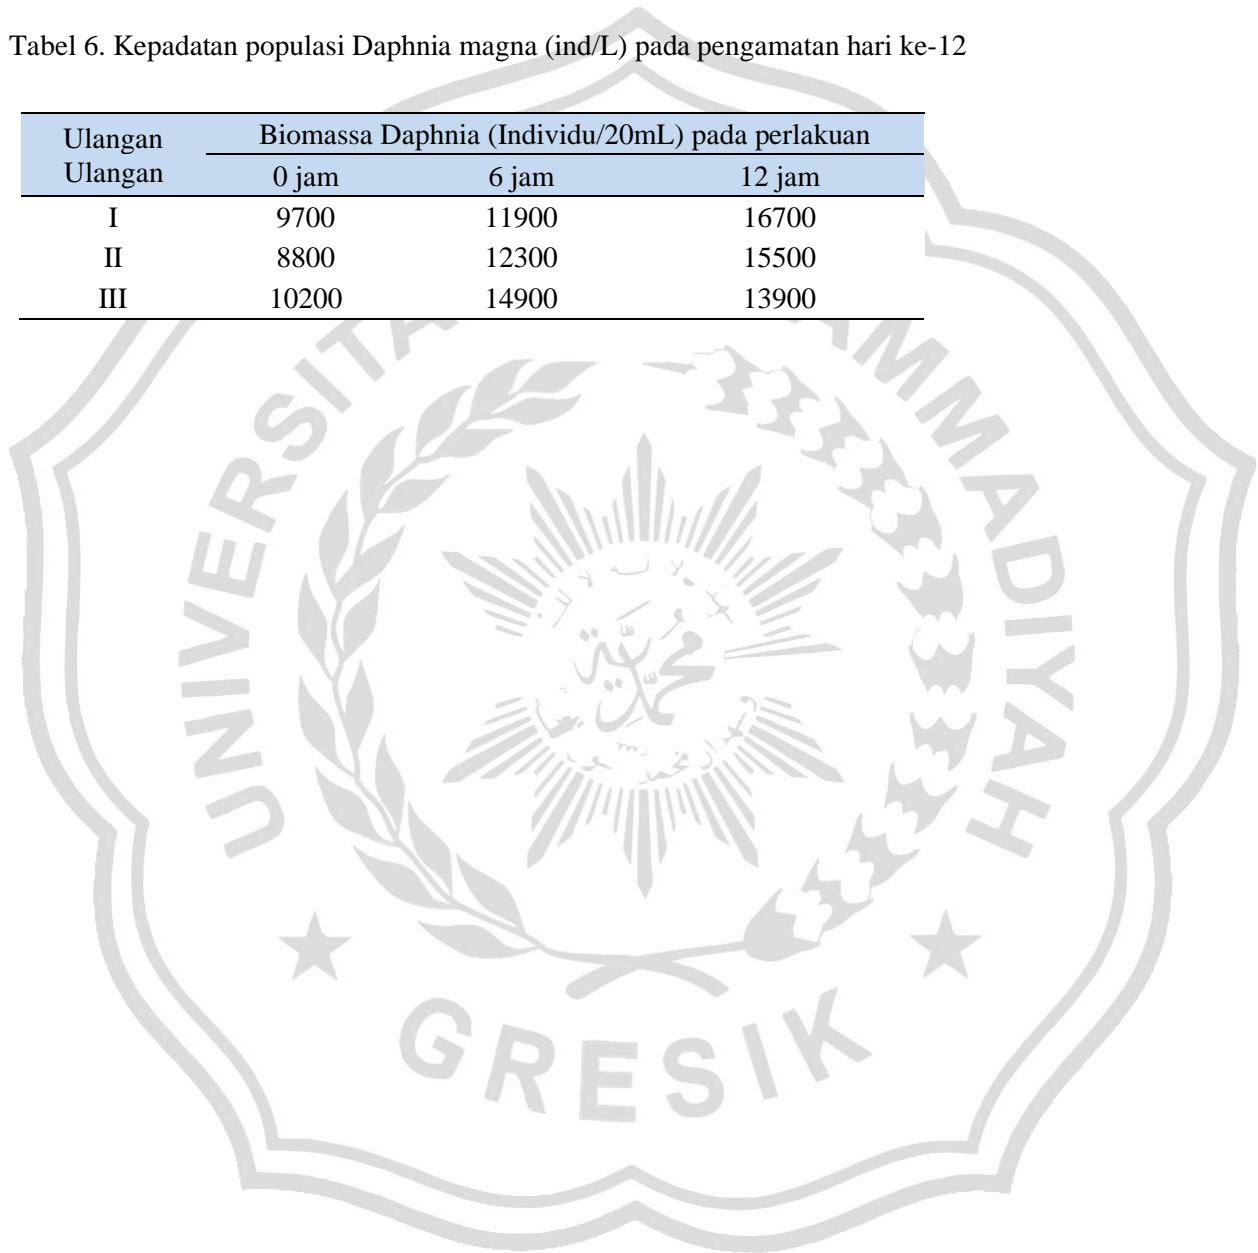 Tabel 6. Kepadatan populasi Daphnia magna (ind/L) pada pengamatan hari ke-12
Ulangan Biomassa Daphnia (Individu/20mL) pada perlakuan
Ulangan 0 jam 6 jam 12 jam
I 9700 11900 16700
II 8800 12300 15500
III 10200 14900 13900
GRESIK